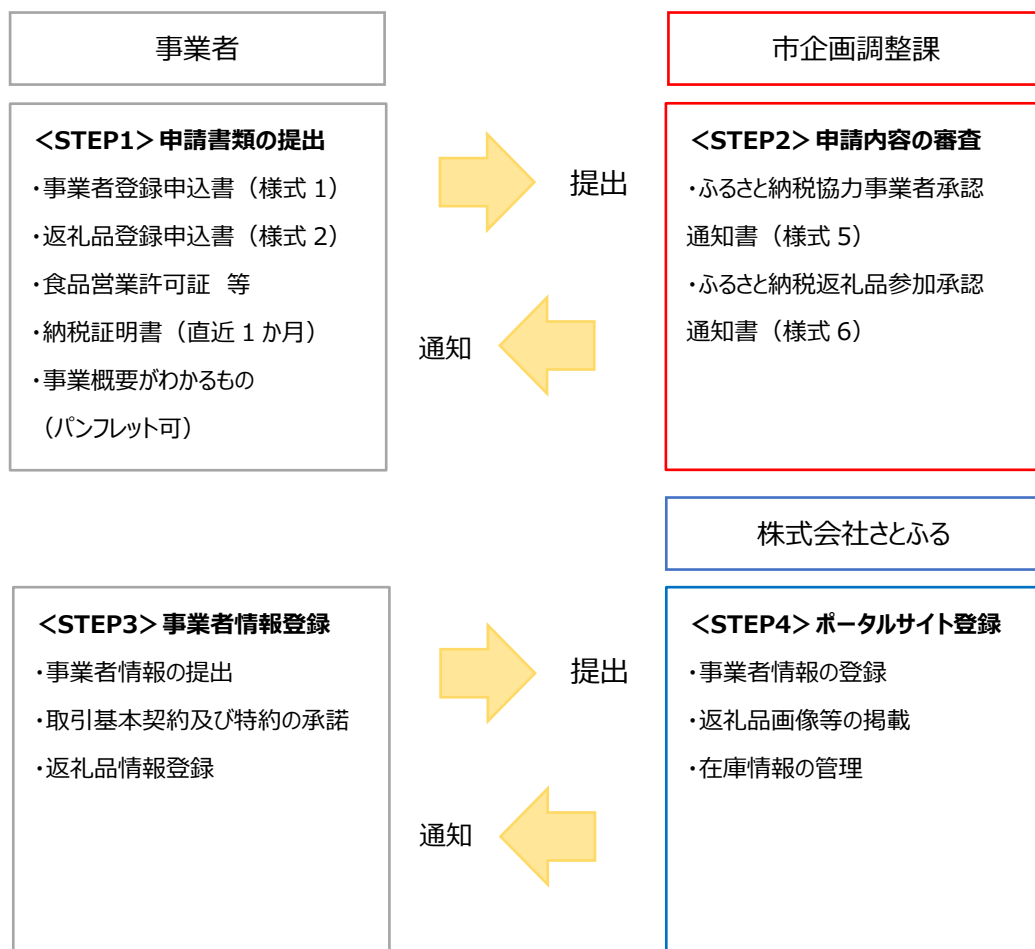 事業者
市企画調整課
<STEP1>申請書類の提出
・事業者登録申込書（様式1）
・返礼品登録申込書（様式2）
・食品営業許可証　等
・納税証明書（直近1か月）
・事業概要がわかるもの
（パンフレット可）
提出
通知
<STEP2>申請内容の審査
・ふるさと納税協力事業者承認
通知書（様式5）
・ふるさと納税返礼品参加承認
通知書（様式6）
株式会社さとふる
<STEP3>事業者情報登録
・事業者情報の提出
・取引基本契約及び特約の承諾
・返礼品情報登録
提出
通知
<STEP4>ポータルサイト登録
・事業者情報の登録
・返礼品画像等の掲載
・在庫情報の管理